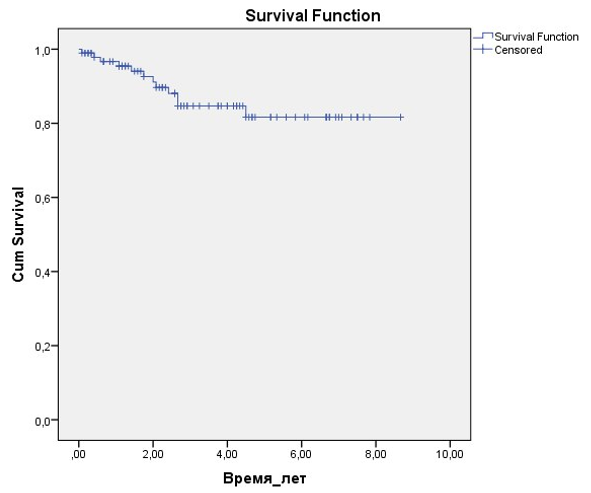 Survival Function
Survival Function
Censored
Cum Survival
1,0
0,8
0,6
0,4
0,2
0,0
,00 2,00 4,00 6,00 8,00 10,00
Время_лет